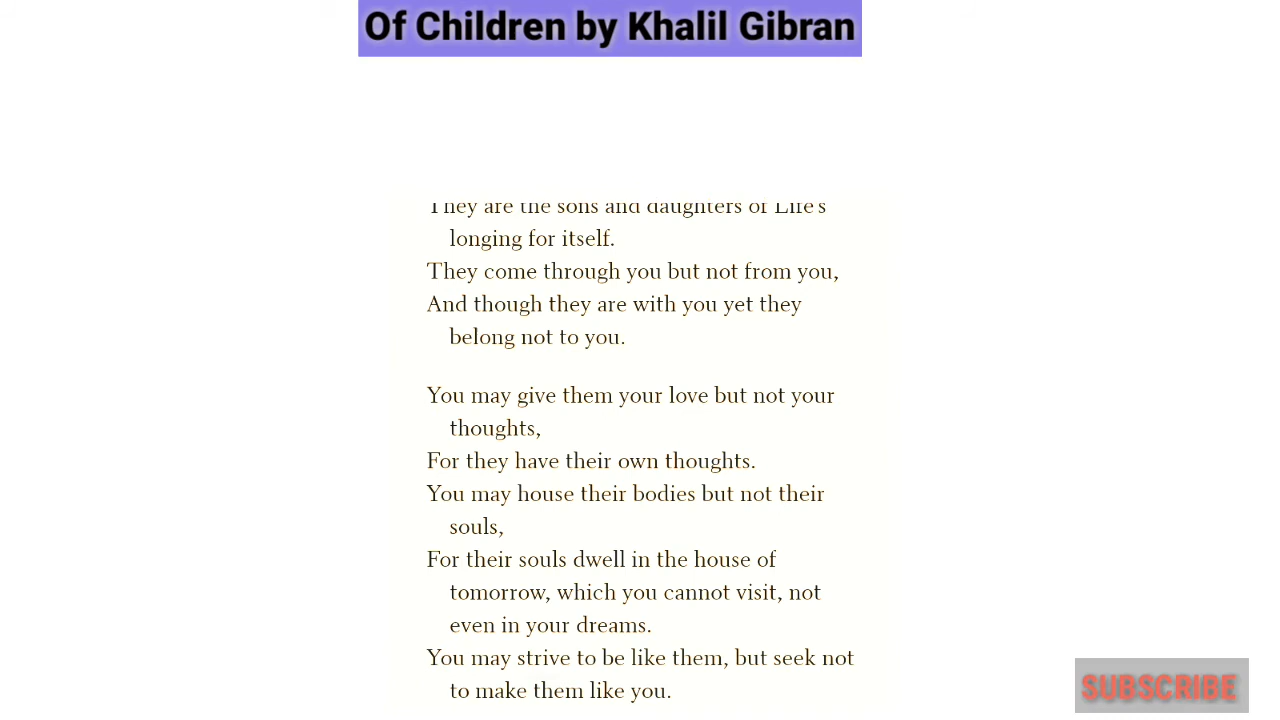 Of Children by Khalil Gibran
They are the sons and daughters of Life's
longing for itself.
They come through you but not from you,
And though they are with you yet they
belong not to you.
You may give them your love but not your
thoughts,
For they have their own thoughts.
You may house their bodies but not their
souls,
For their souls dwell in the house of
tomorrow, which you cannot visit, not
even in your dreams.
You may strive to be like them, but seek not
to make them like you.
SUBSCRIBE